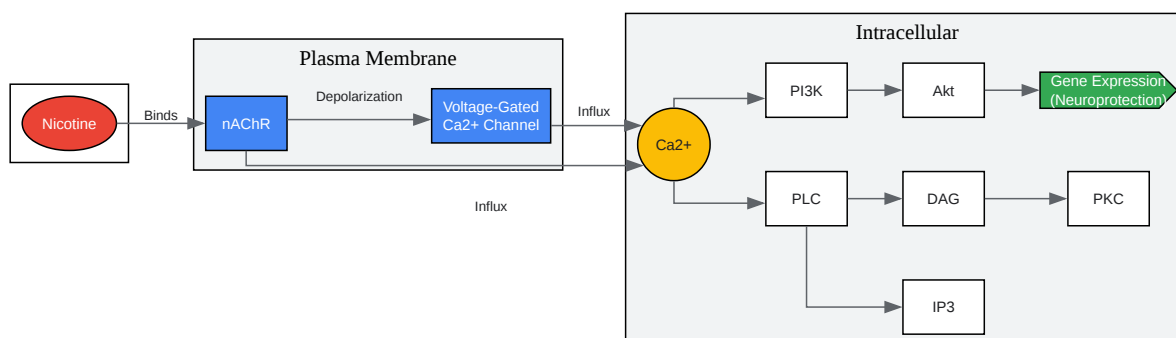 Intracellular
Plasma Membrane
Nicotine
Binds
nAChR
Depolarization
Voltage-Gated
Ca2+ Channel
Influx
Influx
Ca2+
PI3K
Akt
Gene Expression
(Neuroprotection)
PLC
DAG
PKC
IP3